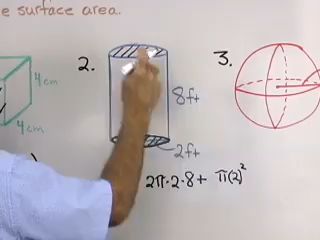 e surface area.
4cm
4cm
2.
8ft
2ft
2π·2·8+ π(2)²
3.